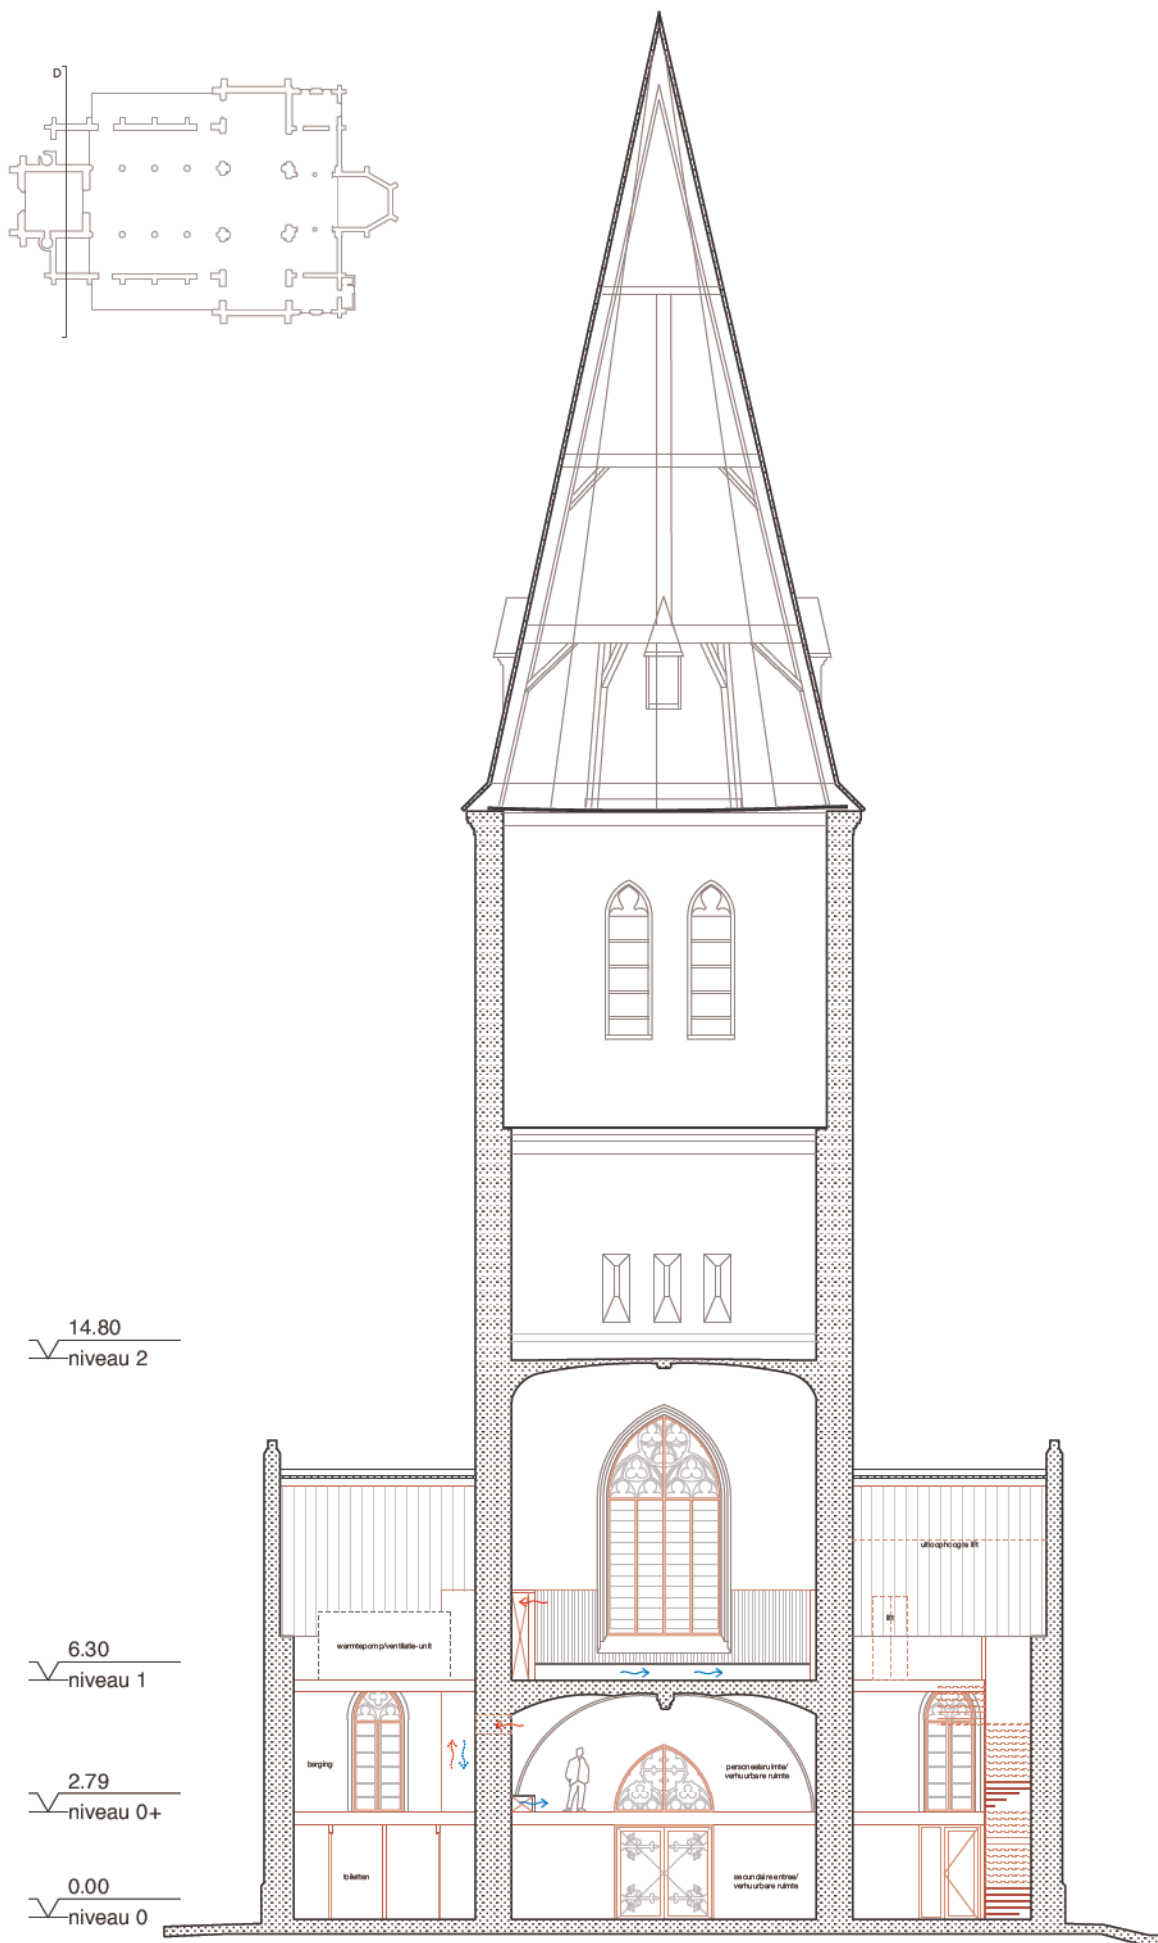 D
14.80
niveau 2
uitloophoogte lift
lift
warmtepomp/ventilatie-unit
6.30
niveau 1
berging
personeelsruimte/
verhuurbare ruimte
2.79
niveau 0+
toiletten
secundaire entree/
verhuurbare ruimte
0.00
niveau 0